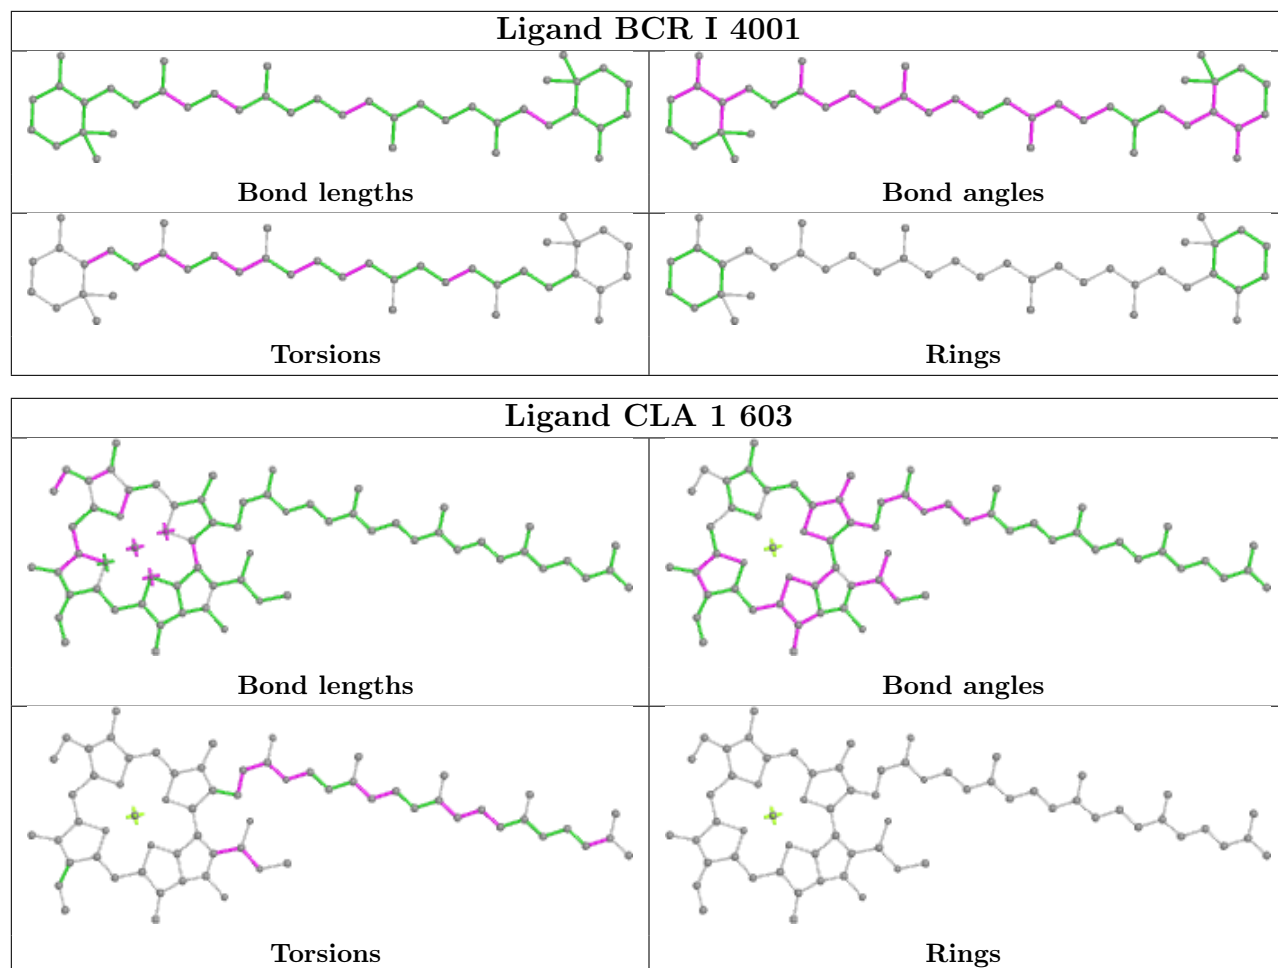 Ligand BCR I 4001
Bond lengths
Bond angles
Torsions
Rings
Ligand CLA 1 603
Bond lengths
Bond angles
Torsions
Rings